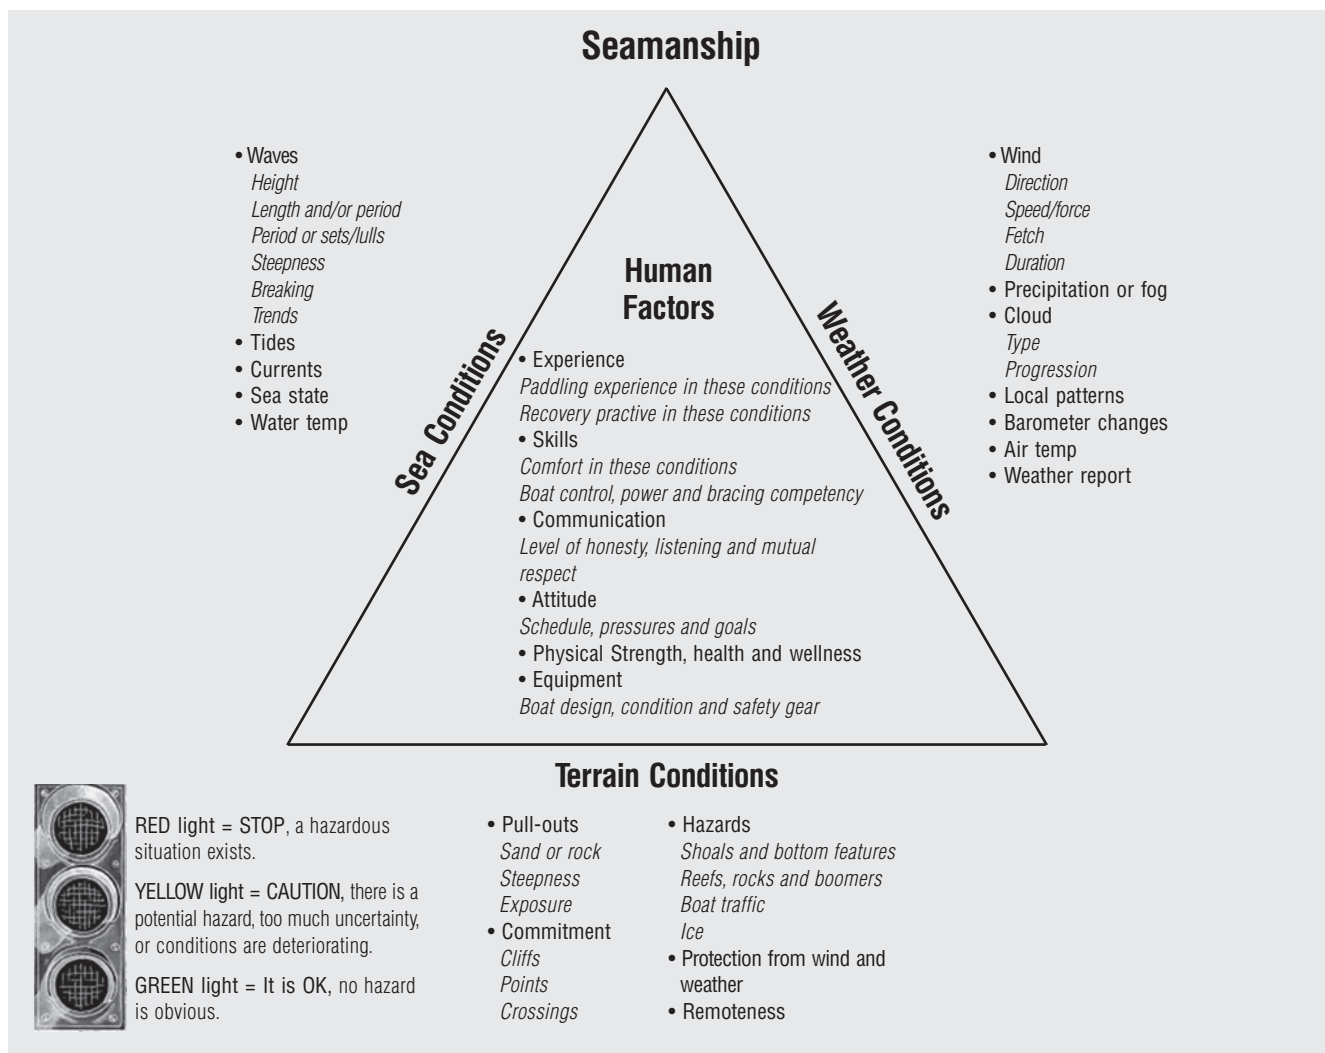 Seamanship
• Waves
Height
Length and/or period
Period or sets/lulls
Steepness
Breaking
Trends
• Tides
• Currents
• Sea state
• Water temp
Sea Conditions
Human
Factors
• Experience
Paddling experience in these conditions
Recovery practive in these conditions
• Skills
Comfort in these conditions
Boat control, power and bracing competency
• Communication
Level of honesty, listening and mutual
respect
• Attitude
Schedule, pressures and goals
• Physical Strength, health and wellness
• Equipment
Boat design, condition and safety gear
Weather Conditions
• Wind
Direction
Speed/force
Fetch
Duration
• Precipitation or fog
• Cloud
Type
Progression
• Local patterns
• Barometer changes
• Air temp
• Weather report
Terrain Conditions
RED light = STOP, a hazardous
situation exists.
YELLOW light = CAUTION, there is a
potential hazard, too much uncertainty,
or conditions are deteriorating.
GREEN light = It is OK, no hazard
is obvious.
• Pull-outs
Sand or rock
Steepness
Exposure
• Commitment
Cliffs
Points
Crossings
• Hazards
Shoals and bottom features
Reefs, rocks and boomers
Boat traffic
Ice
• Protection from wind and
weather
• Remoteness